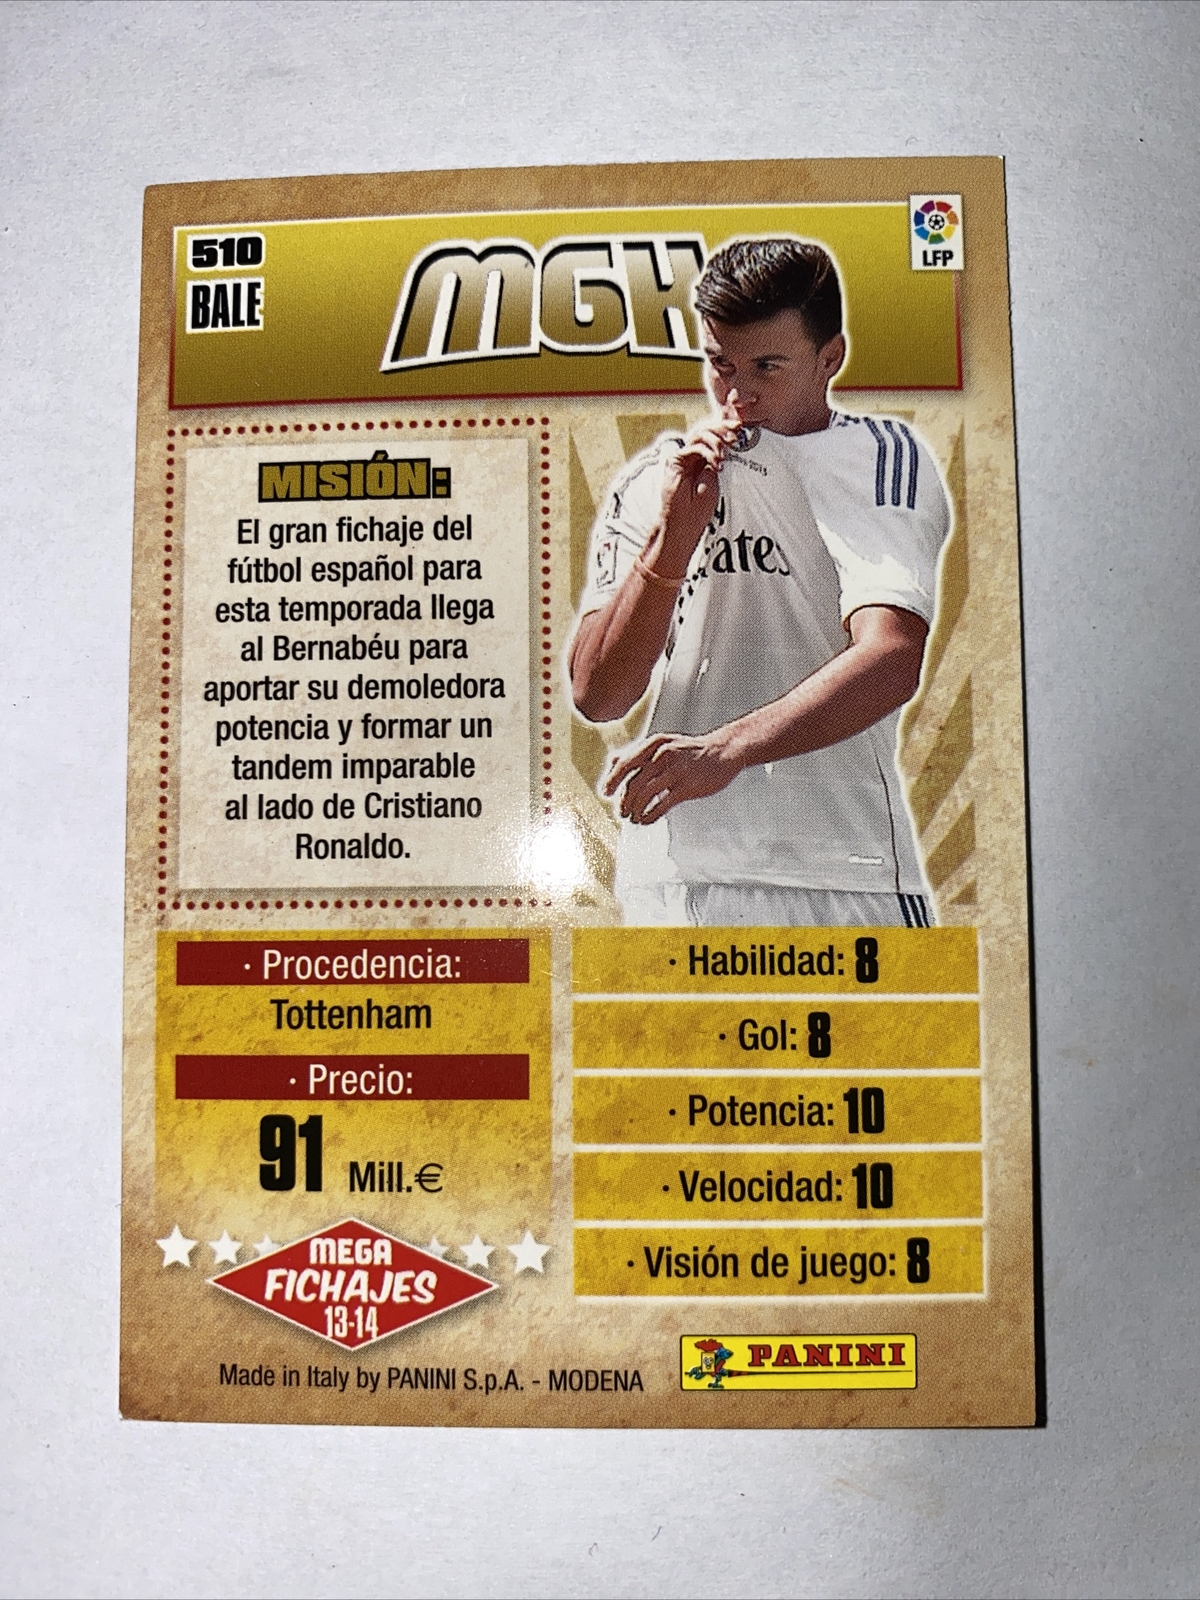 510
BALE
MGK
LFP
MISIÓN:
El gran fichaje del
fútbol español para
esta temporada llega
al Bernabéu para
aportar su demoledora
potencia y formar un
tandem imparable
al lado de Cristiano
Ronaldo.
· Procedencia:
Tottenham
· Precio:
91 Mill.€
MEGA
FICHAJES
13-14
· Habilidad: 8
· Gol: 8
· Potencia: 10
· Velocidad: 10
· Visión de juego: 8
Made in Italy by PANINI S.p.A. - MODENA
PANINI